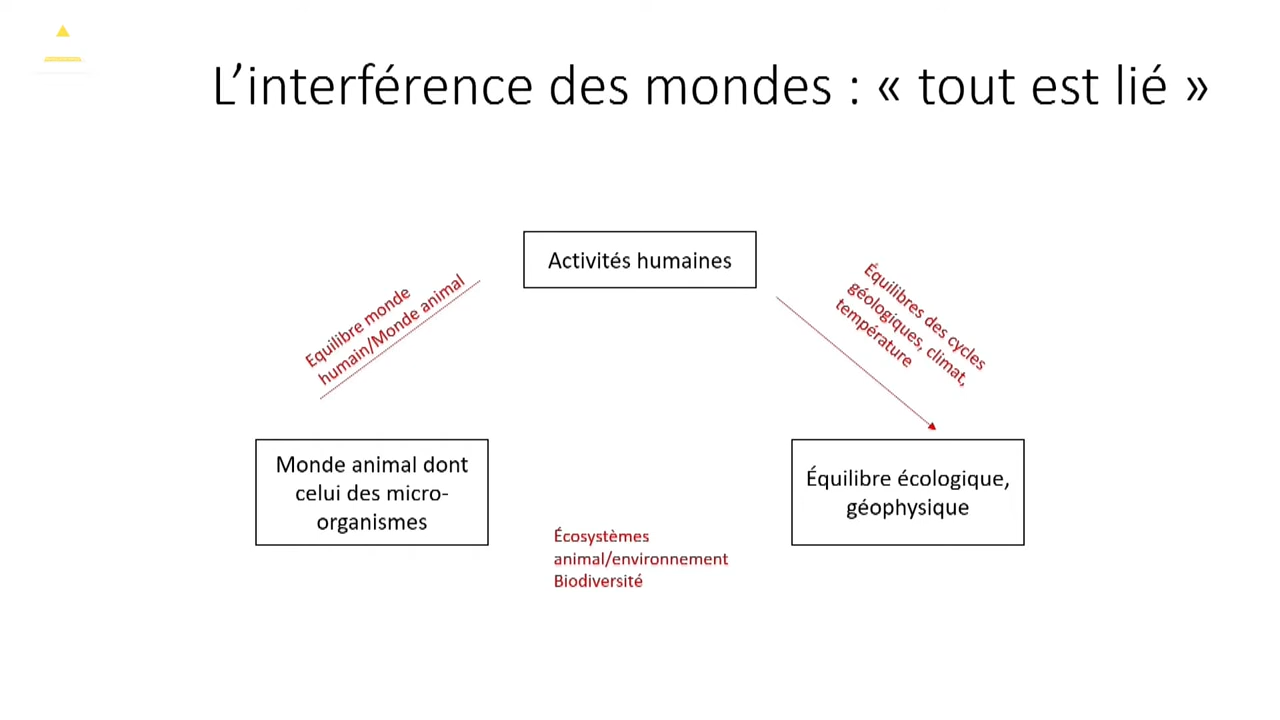 L’interférence des mondes : « tout est lié »
Activités humaines
Equilibre monde
humain/Monde animal
Équilibres des cycles
géologiques, climat,
température
Monde animal dont
celui des micro-
organismes
Équilibre écologique,
géophysique
Écosystèmes
animal/environnement
Biodiversité